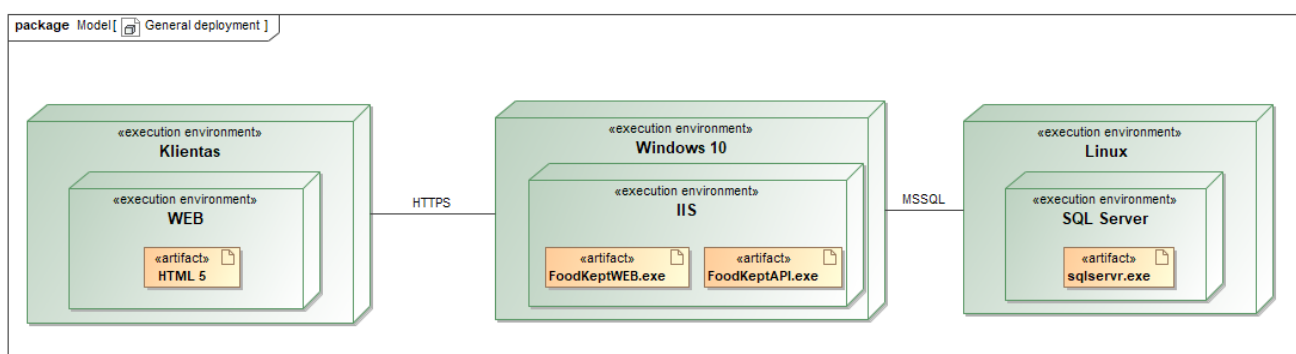 package Model[ General deployment ]
«execution environment»
Klientas
«execution environment»
WEB
«artifact»
HTML 5
HTTPS
«execution environment»
Windows 10
«execution environment»
IIS
«artifact»
FoodKeptWEB.exe
«artifact»
FoodKeptAPI.exe
MSSQL
«execution environment»
Linux
«execution environment»
SQL Server
«artifact»
sqlservr.exe